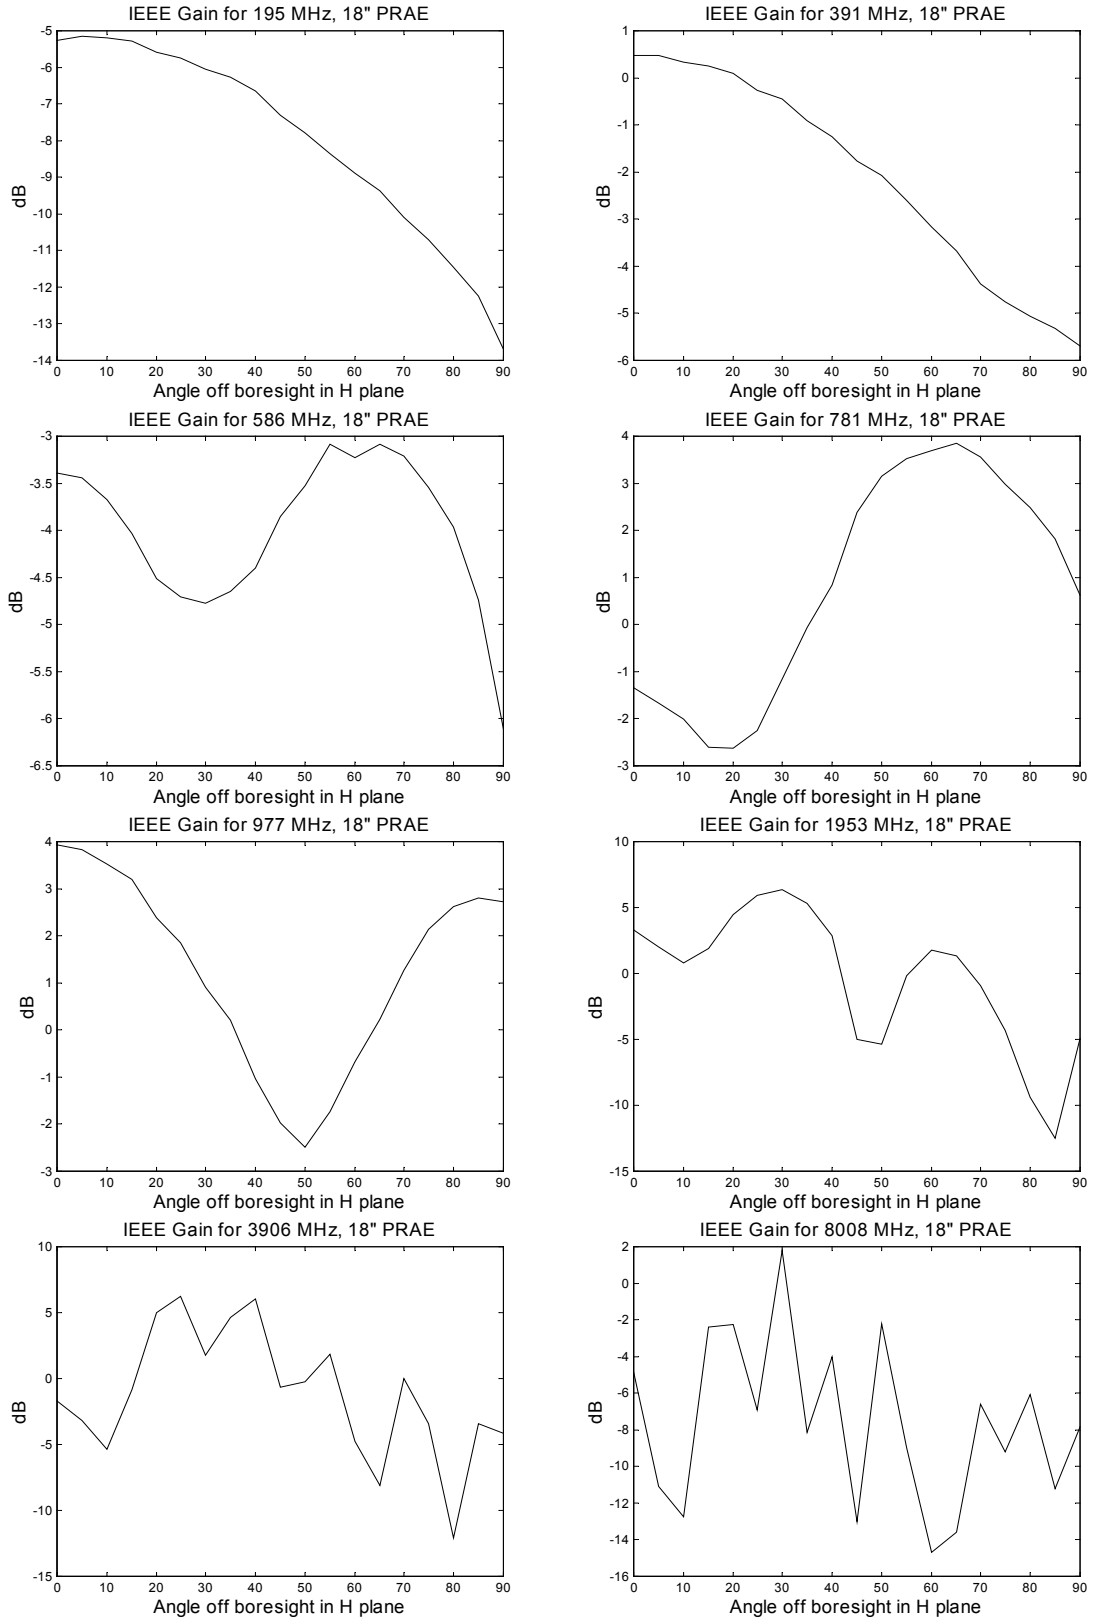 IEEE Gain for 195 MHz, 18" PRAE
-5
-6
-7
-8
-9
-10
-11
-12
-13
-14
dB
0 10 20 30 40 50 60 70 80 90
Angle off boresight in H plane
IEEE Gain for 391 MHz, 18" PRAE
1
0
-1
-2
-3
-4
-5
-6
dB
0 10 20 30 40 50 60 70 80 90
Angle off boresight in H plane
IEEE Gain for 586 MHz, 18" PRAE
-3
-3.5
-4
-4.5
-5
-5.5
-6
-6.5
dB
0 10 20 30 40 50 60 70 80 90
Angle off boresight in H plane
IEEE Gain for 781 MHz, 18" PRAE
4
3
2
1
0
-1
-2
-3
dB
0 10 20 30 40 50 60 70 80 90
Angle off boresight in H plane
IEEE Gain for 977 MHz, 18" PRAE
4
3
2
1
0
-1
-2
-3
dB
0 10 20 30 40 50 60 70 80 90
Angle off boresight in H plane
IEEE Gain for 1953 MHz, 18" PRAE
10
5
0
-5
-10
-15
dB
0 10 20 30 40 50 60 70 80 90
Angle off boresight in H plane
IEEE Gain for 3906 MHz, 18" PRAE
10
5
0
-5
-10
-15
dB
0 10 20 30 40 50 60 70 80 90
Angle off boresight in H plane
IEEE Gain for 8008 MHz, 18" PRAE
2
0
-2
-4
-6
-8
-10
-12
-14
-16
dB
0 10 20 30 40 50 60 70 80 90
Angle off boresight in H plane